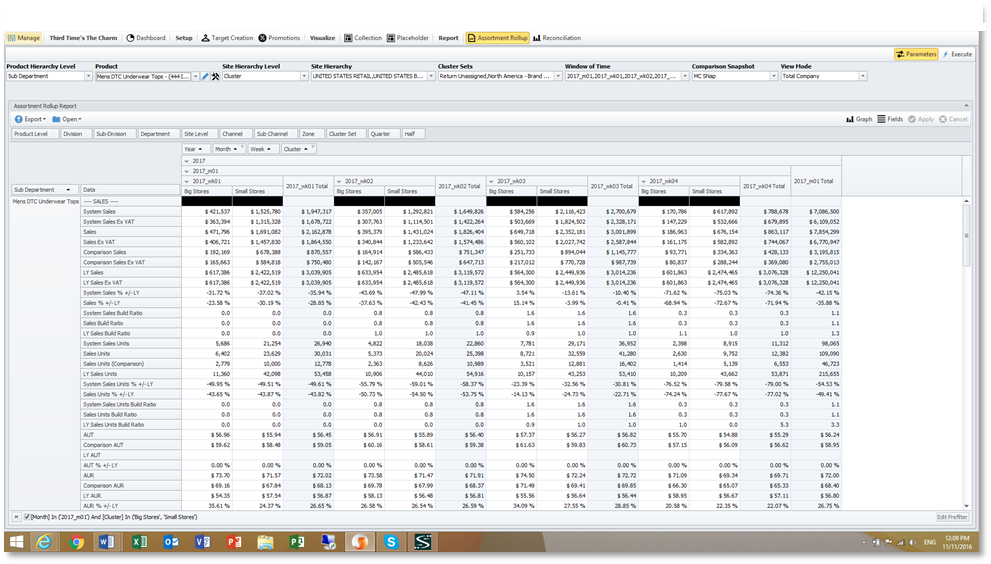 Manage Third Time's The Charm Dashboard Setup Target Creation Promotions Visualize Collection Placeholder Report Assortment Rollup Reconciliation
Parameters Execute
Product Hierarchy Level Product Site Hierarchy Level Site Hierarchy Cluster Sets Window of Time Comparison Snapshot View Mode
Sub Department Mens DTC Underwear Tops - (444 I... Cluster UNITED STATES RETAIL,UNITED STATES B... Return Unassigned,North America - Brand ... 2017_m01,2017_wk01,2017_wk02,2017_... MC SNap Total Company
Assortment Rollup Report
Export Open Graph Fields Apply Cancel
Product Level Division Sub-Division Department Site Level Channel Sub Channel Zone Cluster Set Quarter Half
Year Month Week Cluster
2017
2017_m01
2017_wk01 2017_wk01 Total 2017_wk02 2017_wk02 Total 2017_wk03 2017_wk03 Total 2017_wk04 2017_wk04 Total 2017_m01 Total
Sub Department Data Big Stores Small Stores Big Stores Small Stores Big Stores Small Stores Big Stores Small Stores
Mens DTC Underwear Tops ---- SALES ----
System Sales $ 421,537 $ 1,525,780 $ 1,947,317 $ 357,005 $ 1,292,821 $ 1,649,826 $ 584,256 $ 2,116,423 $ 2,700,679 $ 170,786 $ 617,892 $ 788,678 $ 7,086,500
System Sales Ex VAT $ 363,394 $ 1,315,328 $ 1,678,722 $ 307,763 $ 1,114,501 $ 1,422,264 $ 503,669 $ 1,824,502 $ 2,328,171 $ 147,229 $ 532,666 $ 679,895 $ 6,109,052
Sales $ 471,796 $ 1,691,082 $ 2,162,878 $ 395,379 $ 1,431,024 $ 1,826,404 $ 649,718 $ 2,352,181 $ 3,001,899 $ 186,963 $ 676,154 $ 863,117 $ 7,854,299
Sales Ex VAT $ 406,721 $ 1,457,830 $ 1,864,550 $ 340,844 $ 1,233,642 $ 1,574,486 $ 560,102 $ 2,027,742 $ 2,587,844 $ 161,175 $ 582,892 $ 744,067 $ 6,770,947
Comparison Sales $ 192,169 $ 678,388 $ 870,557 $ 164,914 $ 586,433 $ 751,347 $ 251,733 $ 894,044 $ 1,145,777 $ 93,771 $ 334,363 $ 428,133 $ 3,195,815
Comparison Sales Ex VAT $ 165,663 $ 584,818 $ 750,480 $ 142,167 $ 505,546 $ 647,713 $ 217,012 $ 770,728 $ 987,739 $ 80,837 $ 288,244 $ 369,080 $ 2,755,013
LY Sales $ 617,386 $ 2,422,519 $ 3,039,905 $ 633,954 $ 2,485,618 $ 3,119,572 $ 564,300 $ 2,449,936 $ 3,014,236 $ 601,863 $ 2,474,465 $ 3,076,328 $ 12,250,041
LY Sales Ex VAT $ 617,386 $ 2,422,519 $ 3,039,905 $ 633,954 $ 2,485,618 $ 3,119,572 $ 564,300 $ 2,449,936 $ 3,014,236 $ 601,863 $ 2,474,465 $ 3,076,328 $ 12,250,041
System Sales % +/- LY -31.72 % -37.02 % -35.94 % -43.69 % -47.99 % -47.11 % 3.54 % -13.61 % -10.40 % -71.62 % -75.03 % -74.36 % -42.15 %
Sales % +/- LY -23.58 % -30.19 % -28.85 % -37.63 % -42.43 % -41.45 % 15.14 % -3.99 % -0.41 % -68.94 % -72.67 % -71.94 % -35.88 %
System Sales Build Ratio 0.0 0.0 0.0 0.8 0.8 0.8 1.6 1.6 1.6 0.3 0.3 0.3 1.1
Sales Build Ratio 0.0 0.0 0.0 0.8 0.8 0.8 1.6 1.6 1.6 0.3 0.3 0.3 1.1
LY Sales Build Ratio 0.0 0.0 0.0 1.0 1.0 1.0 0.9 1.0 1.0 1.1 1.0 1.0 1.3
System Sales Units 5,686 21,254 26,940 4,822 18,038 22,860 7,781 29,171 36,952 2,398 8,915 11,312 98,065
Sales Units 6,402 23,629 30,031 5,373 20,024 25,398 8,721 32,559 41,280 2,630 9,752 12,382 109,090
Sales Units (Comparison) 2,779 10,000 12,778 2,363 8,626 10,989 3,521 12,881 16,402 1,414 5,139 6,553 46,723
LY Sales Units 11,360 42,098 53,458 10,906 44,010 54,916 10,157 43,253 53,410 10,209 43,662 53,871 215,655
System Sales Units % +/- LY -49.95 % -49.51 % -49.61 % -55.79 % -59.01 % -58.37 % -23.39 % -32.56 % -30.81 % -76.52 % -79.58 % -79.00 % -54.53 %
Sales Units % +/- LY -43.65 % -43.87 % -43.82 % -50.73 % -54.50 % -53.75 % -14.13 % -24.73 % -22.71 % -74.24 % -77.67 % -77.02 % -49.41 %
System Sales Units Build Ratio 0.0 0.0 0.0 0.8 0.8 0.8 1.6 1.6 1.6 0.3 0.3 0.3 1.1
Sales Units Build Ratio 0.0 0.0 0.0 0.8 0.8 0.8 1.6 1.6 1.6 0.3 0.3 0.3 1.1
LY Sales Units Build Ratio 0.0 0.0 0.0 0.0 0.0 0.0 0.9 1.0 1.0 1.0 0.0 3.3 3.3
AUT $ 56.96 $ 55.94 $ 56.45 $ 56.91 $ 55.89 $ 56.40 $ 57.37 $ 56.27 $ 56.82 $ 55.70 $ 54.88 $ 55.29 $ 56.24
Comparison AUT $ 59.62 $ 58.48 $ 59.05 $ 60.16 $ 58.61 $ 59.38 $ 61.63 $ 59.83 $ 60.73 $ 57.15 $ 56.09 $ 56.62 $ 58.95
LY AUT
AUT % +/- LY 0.00 % 0.00 % 0.00 % 0.00 % 0.00 % 0.00 % 0.00 % 0.00 % 0.00 % 0.00 % 0.00 % 0.00 % 0.00 %
AUR $ 73.70 $ 71.57 $ 72.02 $ 73.58 $ 71.47 $ 71.91 $ 74.50 $ 72.24 $ 72.72 $ 71.09 $ 69.34 $ 69.71 $ 72.00
Comparison AUR $ 69.16 $ 67.84 $ 68.13 $ 69.78 $ 67.99 $ 68.37 $ 71.49 $ 69.41 $ 69.85 $ 66.30 $ 65.07 $ 65.33 $ 68.40
LY AUR $ 54.35 $ 57.54 $ 56.87 $ 58.13 $ 56.48 $ 56.81 $ 55.56 $ 56.64 $ 56.44 $ 58.95 $ 56.67 $ 57.11 $ 56.80
AUR % +/- LY 35.61 % 24.37 % 26.65 % 26.58 % 26.54 % 26.59 % 34.09 % 27.55 % 28.85 % 20.58 % 22.35 % 22.07 % 26.75 %
[Month] In ('2017_m01') And [Cluster] In ('Big Stores', 'Small Stores') Edit Prefilter
ENG 12:09 PM
11/11/2016